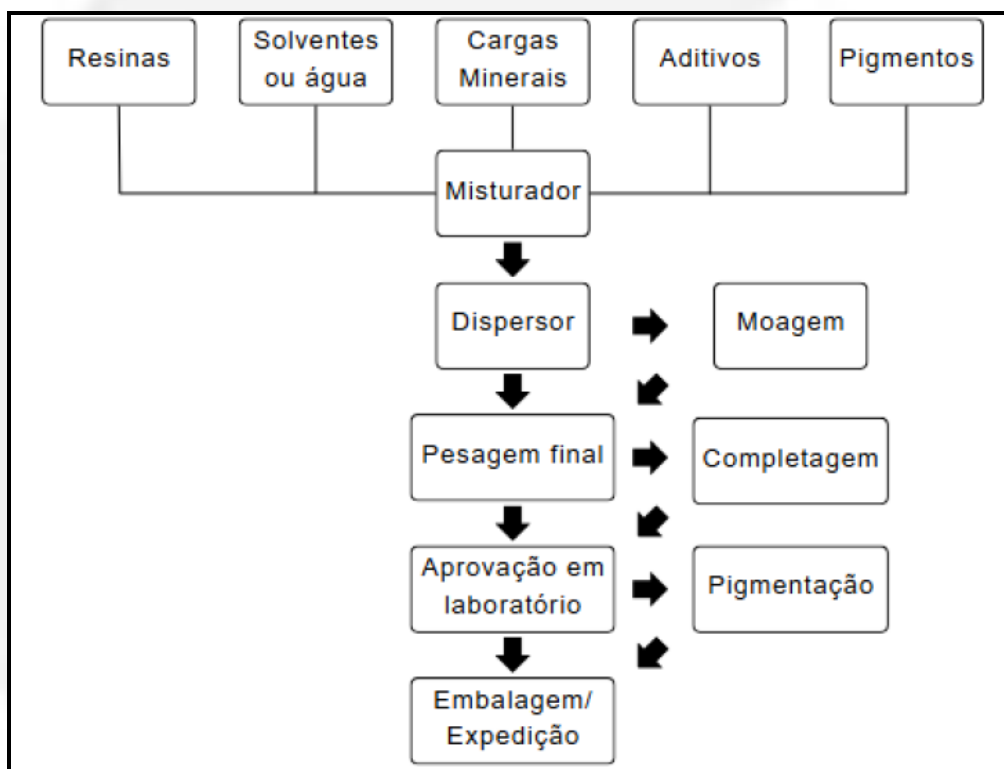 Resinas
Solventes
ou água
Cargas
Minerais
Aditivos
Pigmentos
Misturador
Dispersor
Moagem
Pesagem final
Completagem
Aprovação em
laboratório
Pigmentação
Embalagem/
Expedição